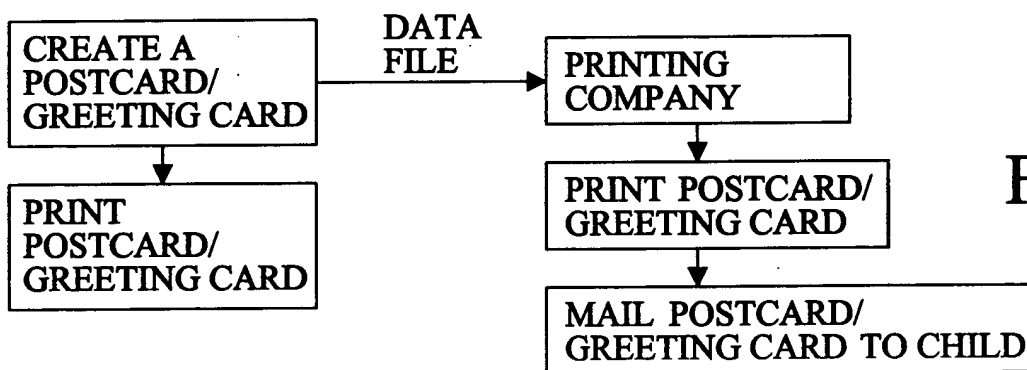 CREATE A
POSTCARD/
GREETING CARD
DATA
FILE
PRINTING
COMPANY
PRINT
POSTCARD/
GREETING CARD
PRINT POSTCARD/
GREETING CARD
MAIL POSTCARD/
GREETING CARD TO CHILD